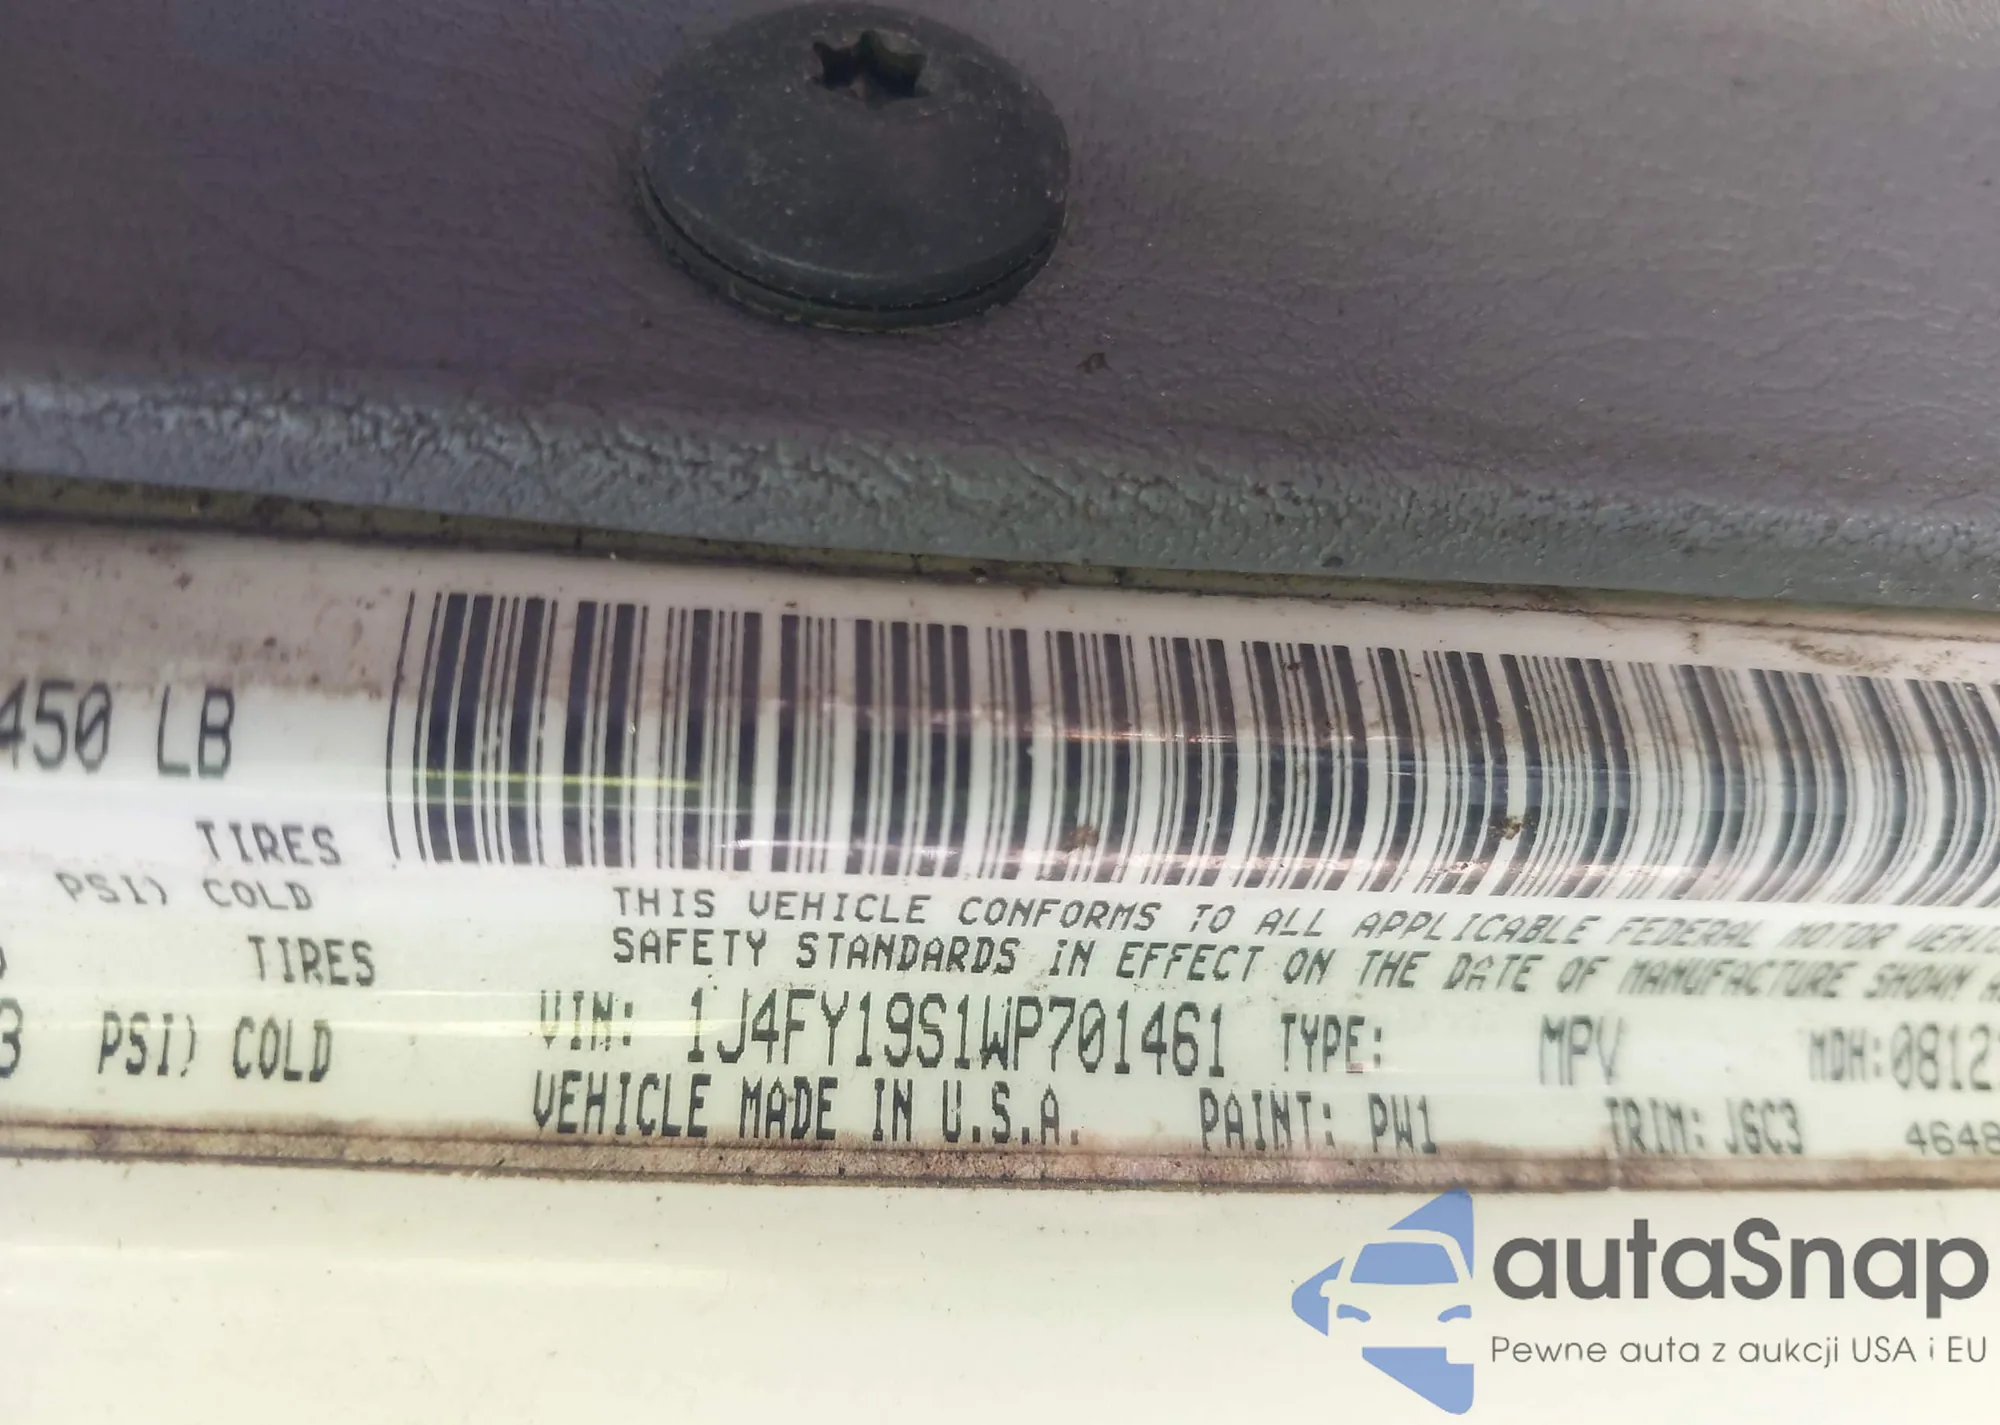 450 LB
TIRES
PSI) COLD
TIRES
3 PSI) COLD
THIS VEHICLE CONFORMS TO ALL APPLICABLE FEDERAL MOTOR VEHIC
SAFETY STANDARDS IN EFFECT ON THE DATE OF MANUFACTURE SHOWN A
VIN: 1J4FY19S1WP701461 TYPE: MPV MDH:0812
VEHICLE MADE IN U.S.A. PAINT: PW1 TRIM: JGC3 4648
autaSnap
Pewne auta z aukcji USA i EU